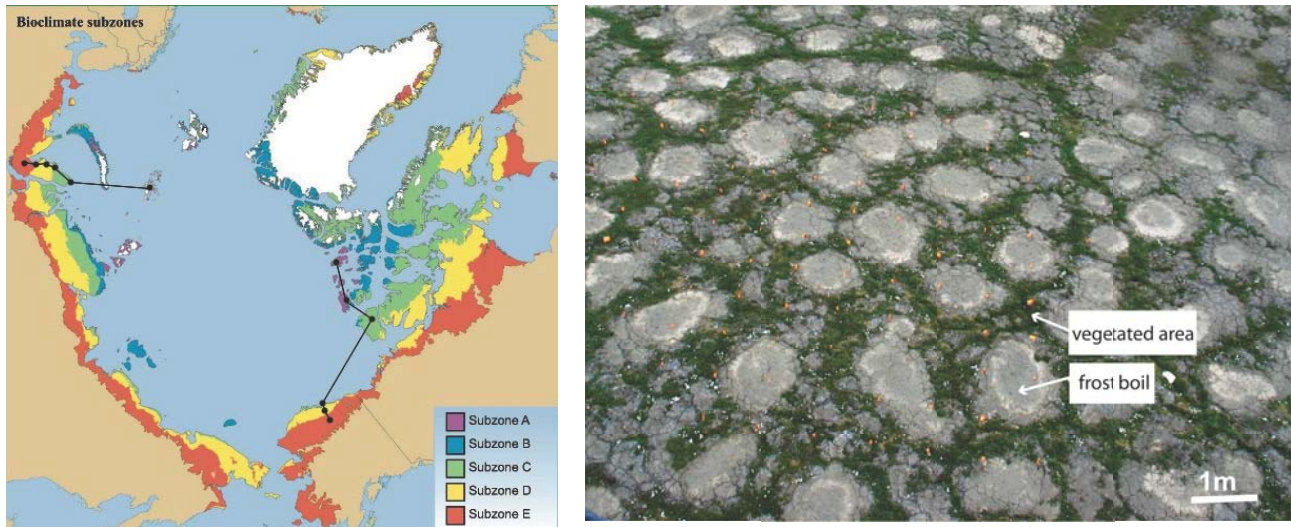 Bioclimate subzones
Subzone A
Subzone B
Subzone C
Subzone D
Subzone E
vegetated area
frost boil
1m